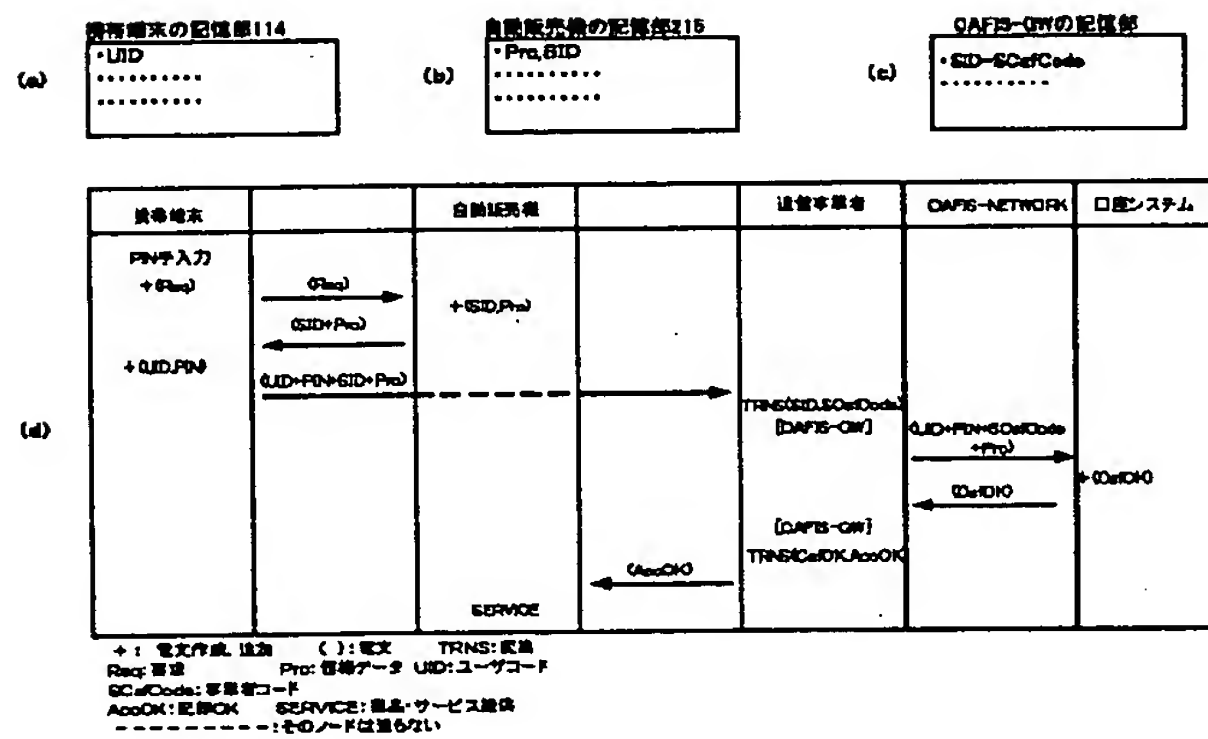 携帯端末の記憶部114
自動販売機の記憶部215
CAFIS-GWの記憶部
(a)
・UID
(b)
・Pro,SID
(c)
・SID-SCafCode
携帯端末
自動販売機
通信事業者
CAFIS-NETWORK
口座システム
PIN手入力
+(Req)
(Req)
+(SID,Pro)
(SID+Pro)
+(UID,PIN)
(UID+PIN+SID+Pro)
(d)
TRNS(SID,SCafCode)
[CAFIS-GW]
(UID+PIN+SCafCode
+Pro)
+(CafOK)
(CafOK)
[CAFIS-GW]
TRNS(CafOK,AccOK)
(AccOK)
SERVICE
+: 電文作成、追加 ( ):電文 TRNS:変換
Req:要求 Pro:価格データ UID:ユーザコード
SCafCode:事業者コード
AccOK:記録OK SERVICE:商品・サービス提供
----------:そのノードは通らない